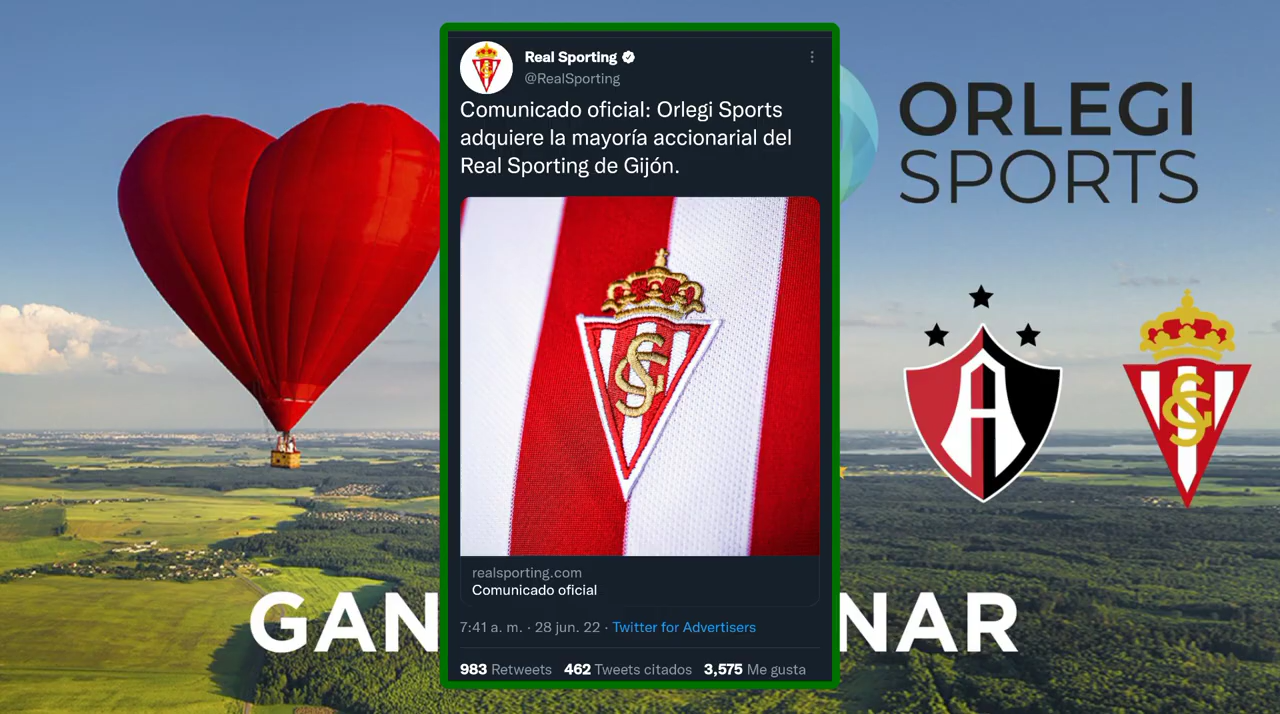 Real Sporting
@RealSporting
Comunicado oficial: Orlegi Sports
adquiere la mayoría accionarial del
Real Sporting de Gijón.
realsporting.com
Comunicado oficial
7:41 a. m. · 28 jun. 22 · Twitter for Advertisers
983 Retweets 462 Tweets citados 3,575 Me gusta
ORLEGI
SPORTS
GAN
NAR